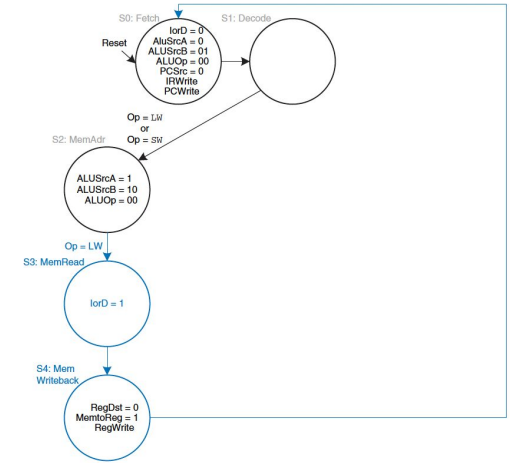 S0: Fetch
S1: Decode
Reset
IorD = 0
AluSrcA = 0
ALUSrcB = 01
ALUOp = 00
PCSrc = 0
IRWrite
PCWrite
Op = LW
or
Op = SW
S2: MemAdr
ALUSrcA = 1
ALUSrcB = 10
ALUOp = 00
Op = LW
S3: MemRead
IorD = 1
S4: Mem
Writeback
RegDst = 0
MemtoReg = 1
RegWrite